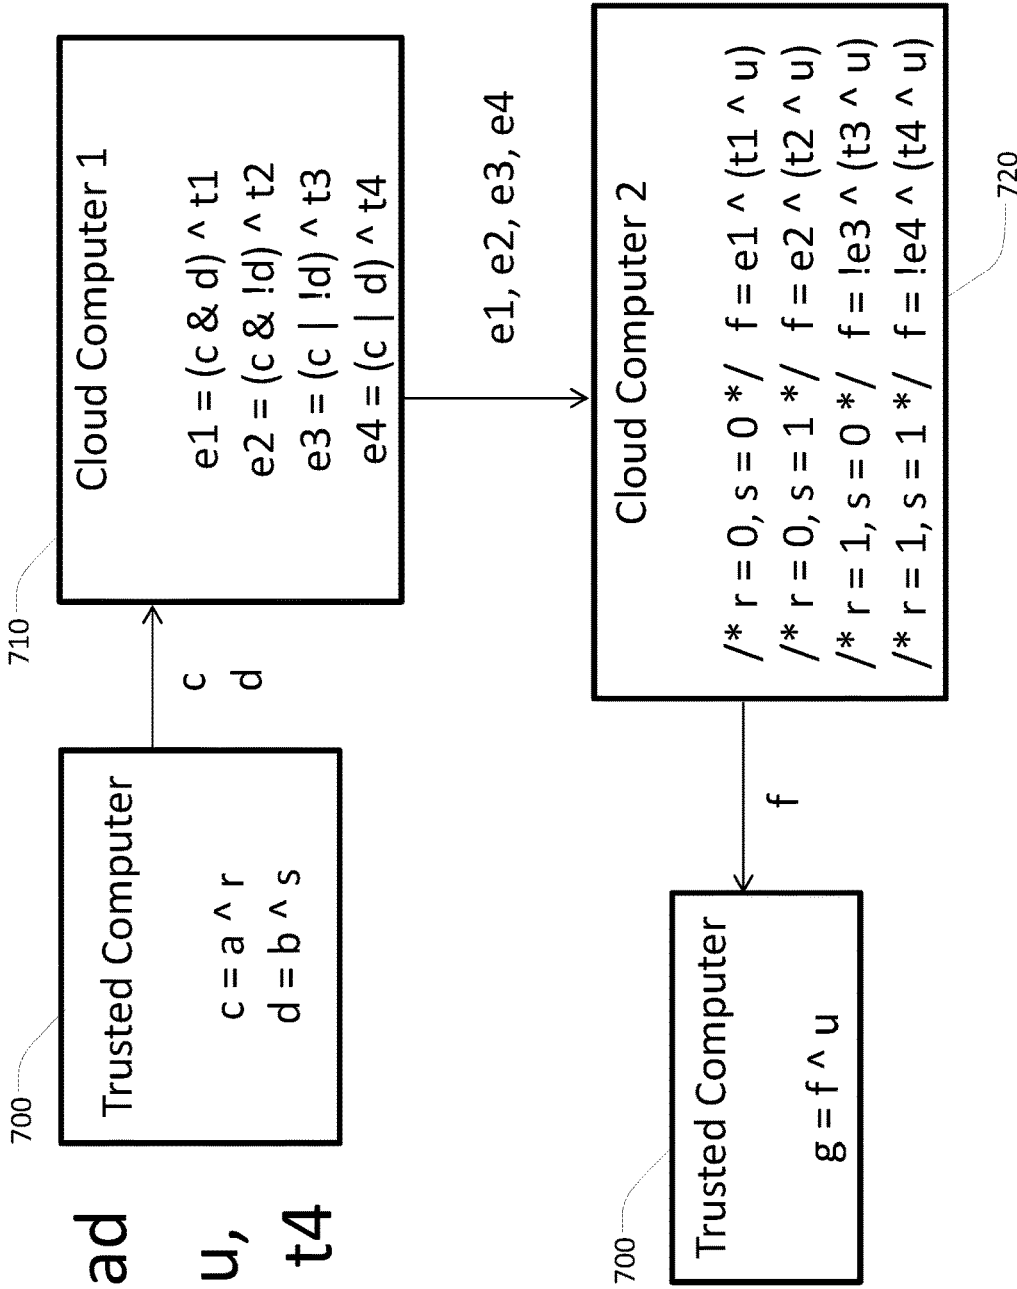 ad
u,
t4
700
Trusted Computer
c = a ^ r
d = b ^ s
c
d
710
Cloud Computer 1
e1 = (c & d) ^ t1
e2 = (c & !d) ^ t2
e3 = (c | !d) ^ t3
e4 = (c | d) ^ t4
e1, e2, e3, e4
Cloud Computer 2
/* r = 0, s = 0 */ f = e1 ^ (t1 ^ u)
/* r = 0, s = 1 */ f = e2 ^ (t2 ^ u)
/* r = 1, s = 0 */ f = !e3 ^ (t3 ^ u)
/* r = 1, s = 1 */ f = !e4 ^ (t4 ^ u)
720
f
700
Trusted Computer
g = f ^ u